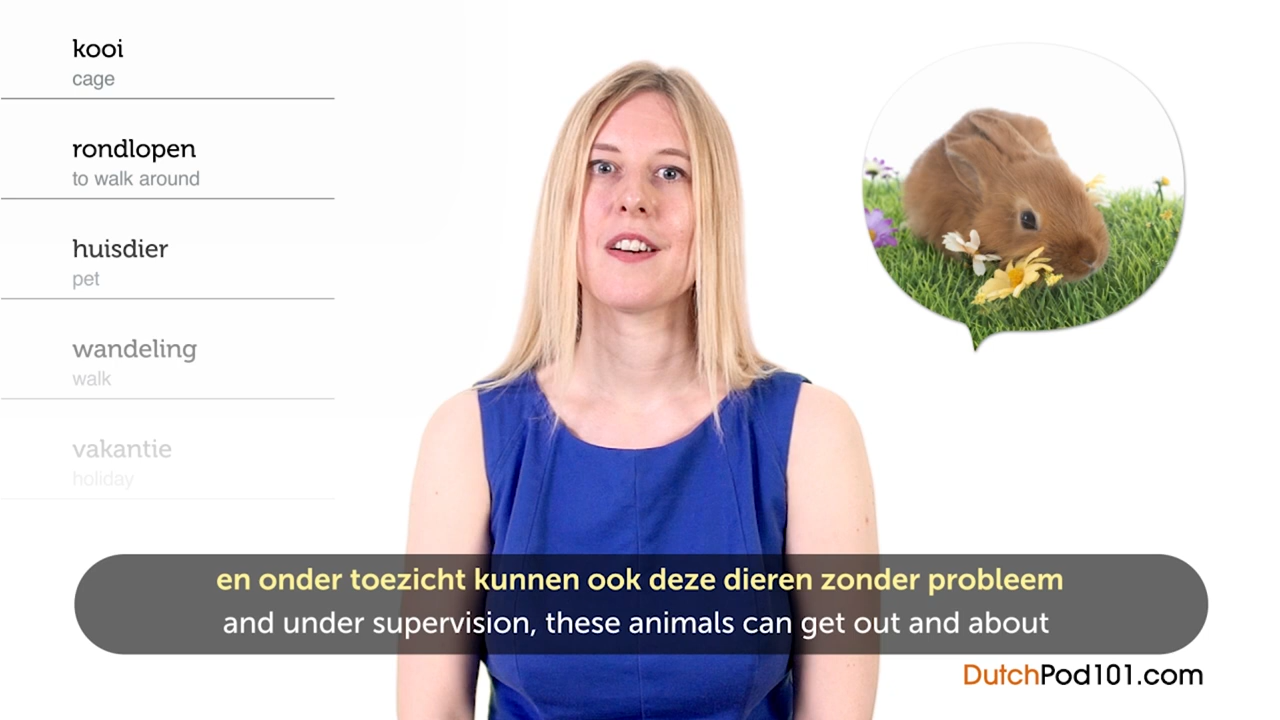 kooi
cage
rondlopen
to walk around
huisdier
pet
wandeling
walk
vakantie
holiday
en onder toezicht kunnen ook deze dieren zonder probleem
and under supervision, these animals can get out and about
DutchPod101.com